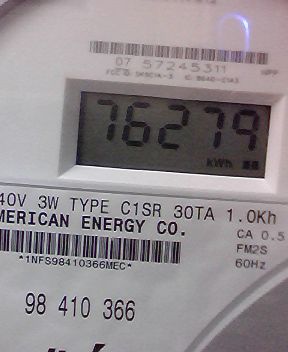 07 57245311
76279
kWh
40V 3W TYPE C1SR 30TA 1.0Kh
MERICAN ENERGY CO.
CA 0.5
FM2S
*1NFS98410366MEC*
60Hz
98 410 366